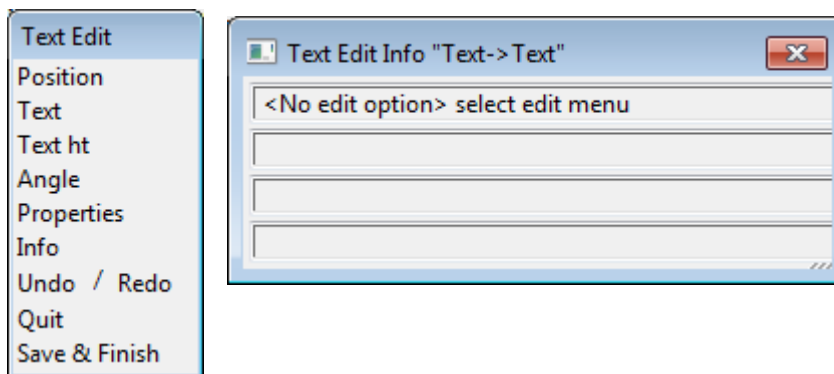 Text Edit
Position
Text
Text ht
Angle
Properties
Info
Undo / Redo
Quit
Save & Finish
Text Edit Info "Text->Text"
<No edit option> select edit menu